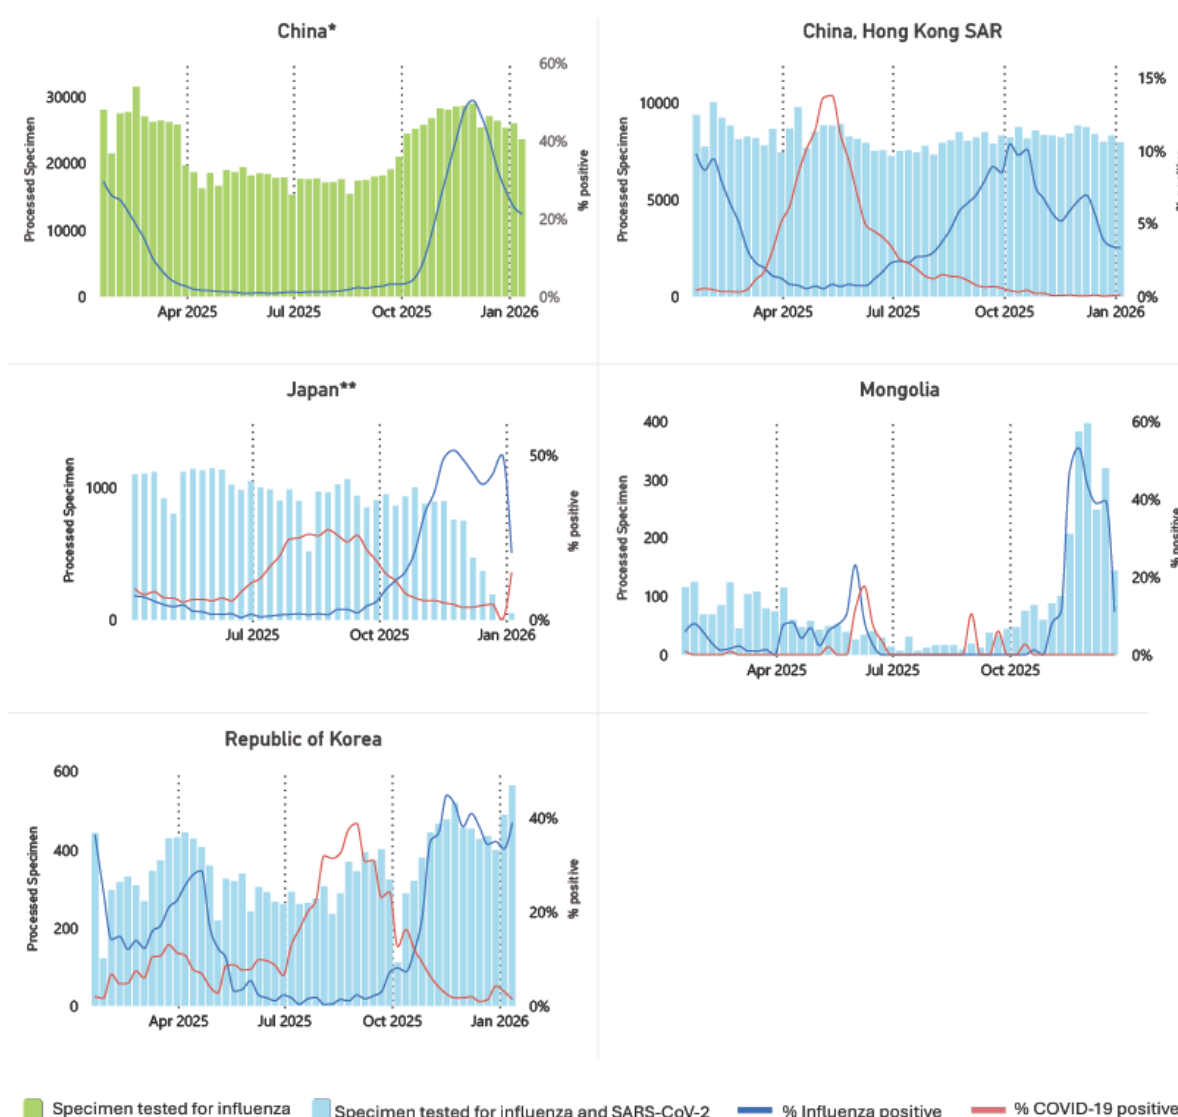 China*
60%
30000
40%
20000
20%
10000
0
0%
Processed Specimen
% positive
Apr 2025
Jul 2025
Oct 2025
Jan 2026
China, Hong Kong SAR
15%
10000
10%
5000
5%
0
0%
Processed Specimen
Apr 2025
Jul 2025
Oct 2025
Jan 2026
Japan**
50%
1000
0
0%
Processed Specimen
% positive
Jul 2025
Oct 2025
Jan 2026
Mongolia
400
60%
300
40%
200
20%
100
0
0%
Processed Specimen
% positive
Apr 2025
Jul 2025
Oct 2025
Republic of Korea
600
40%
400
20%
200
0
0%
Processed Specimen
% positive
Apr 2025
Jul 2025
Oct 2025
Jan 2026
Specimen tested for influenza
Specimen tested for influenza and SARS-CoV-2
% Influenza positive
% COVID-19 positive